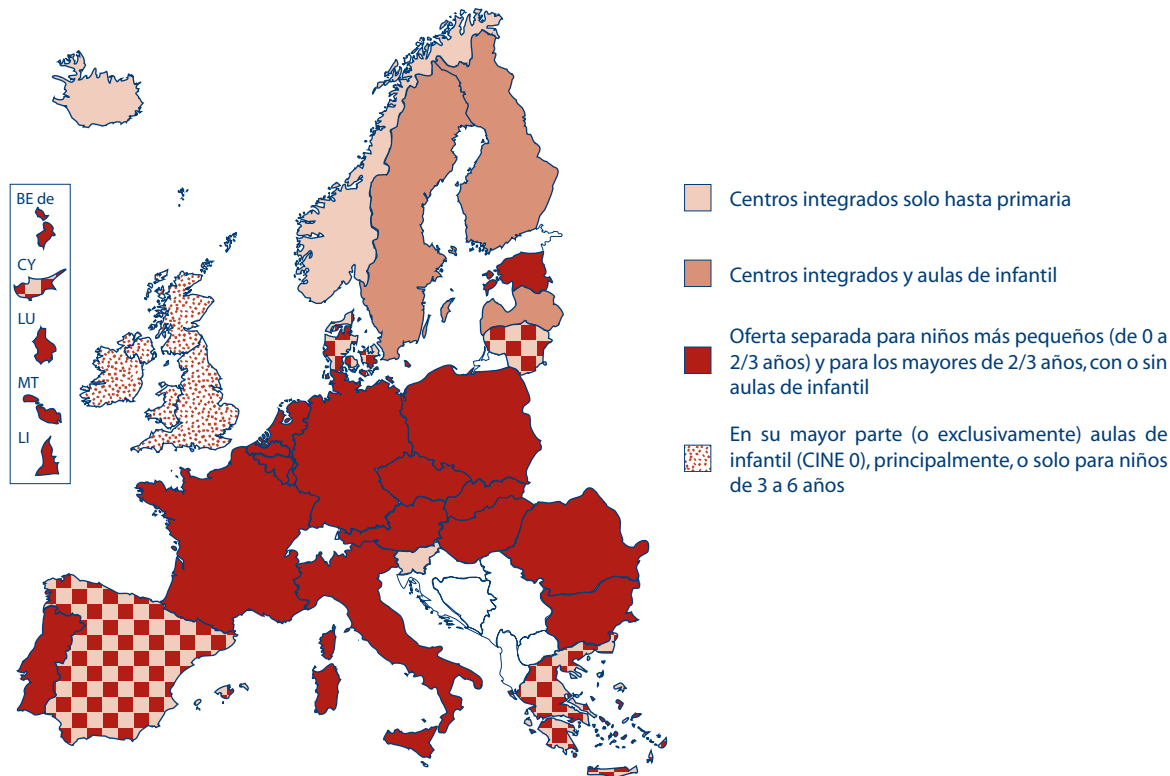 BE de
CY
LU
MT
LI
Centros integrados solo hasta primaria
Centros integrados y aulas de infantil
Oferta separada para niños más pequeños (de 0 a
2/3 años) y para los mayores de 2/3 años, con o sin
aulas de infantil
En su mayor parte (o exclusivamente) aulas de
infantil (CINE 0), principalmente, o solo para niños
de 3 a 6 años